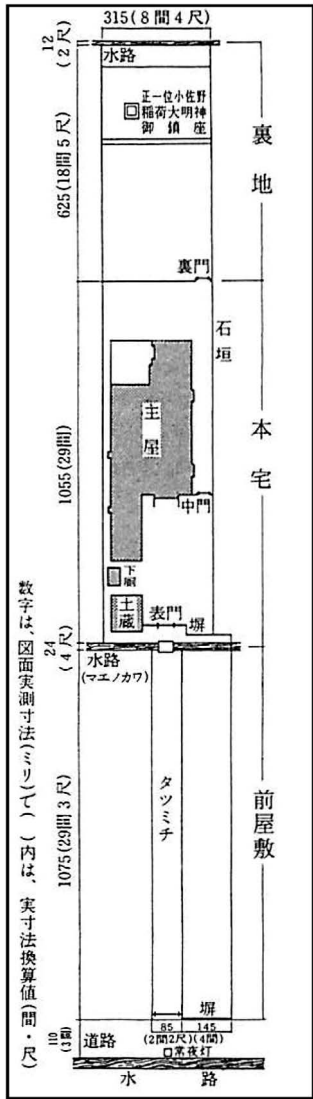 315(8間4尺)
12
(2尺)
水路
正一位小佐野
稲荷大明神
御鎮座
裏地
625(18間5尺)
裏門
石垣
主屋
本宅
1055(29間)
中門
下厠
土蔵
表門
塀
24
(4尺)
水路
(マエノカワ)
タツミチ
前屋敷
1075(29間3尺)
塀
85
145
(2間2尺)(4間)
110
(3間)
道路
常夜灯
水路
数字は、図面実測寸法(ミリ)で( )内は、実寸法換算値(間・尺)